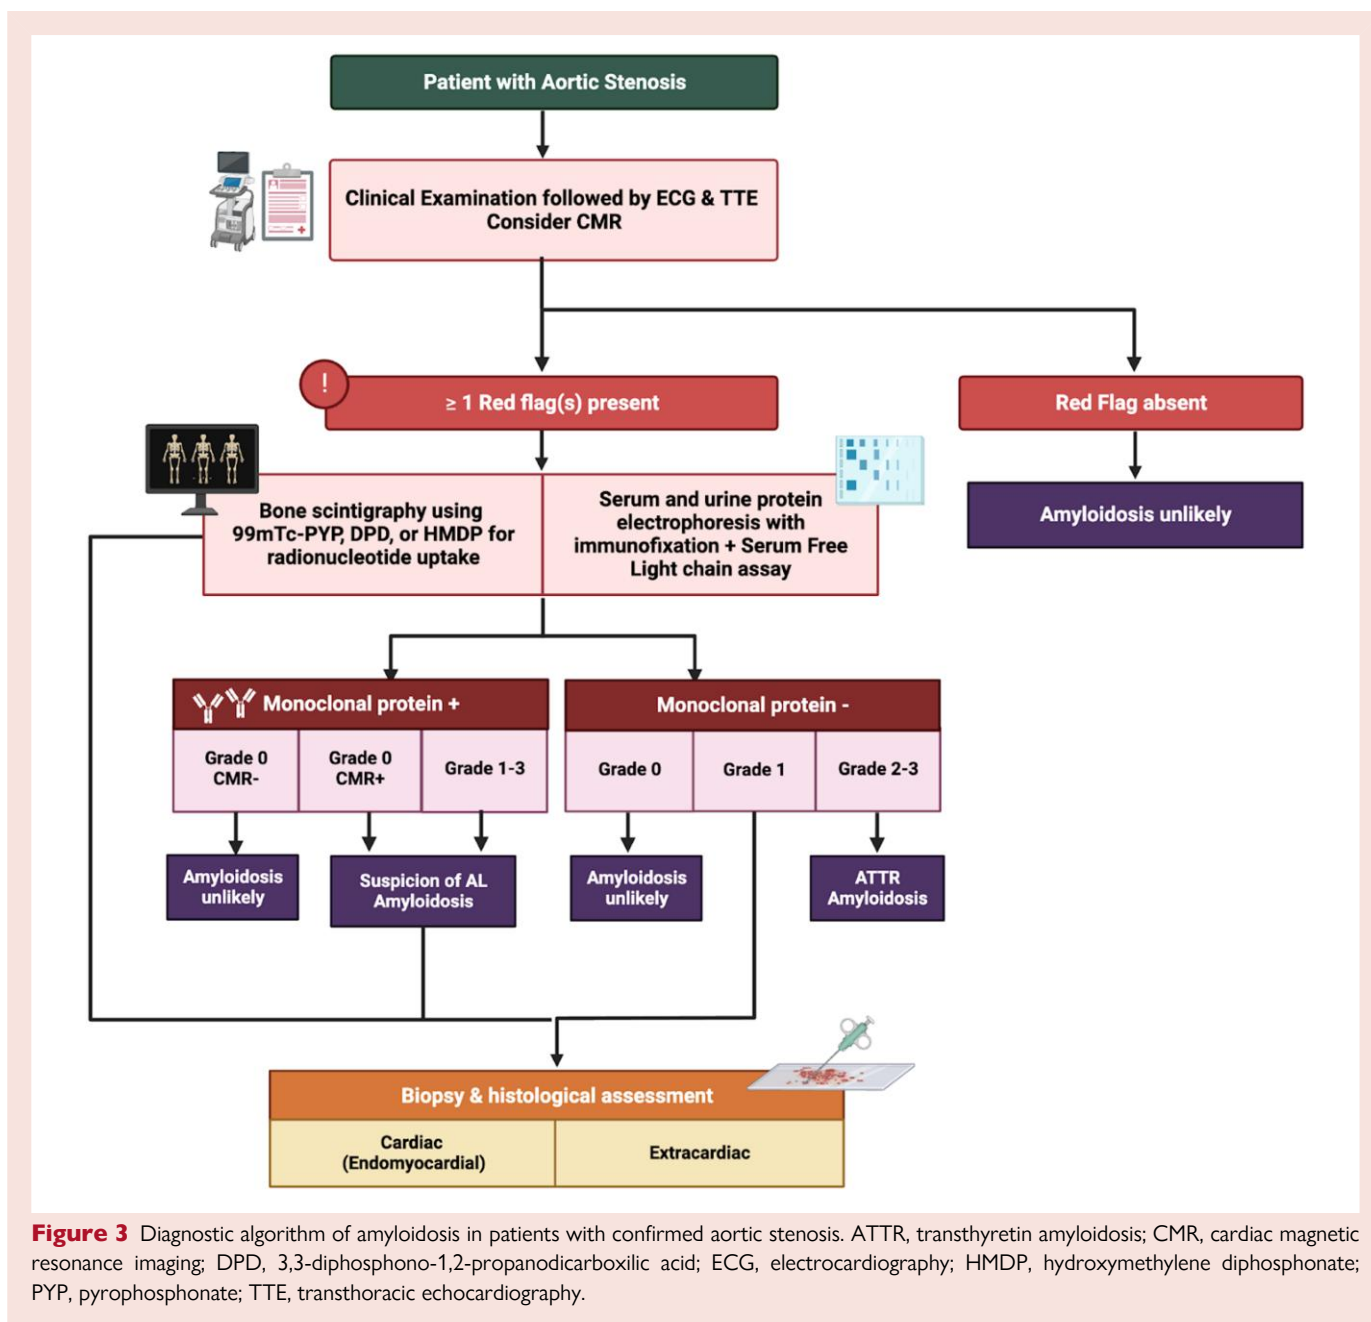 Patient with Aortic Stenosis
Clinical Examination followed by ECG & TTE
Consider CMR
!
≥ 1 Red flag(s) present
Red Flag absent
Bone scintigraphy using
99mTc-PYP, DPD, or HMDP for
radionucleotide uptake
Serum and urine protein
electrophoresis with
immunofixation + Serum Free
Light chain assay
Amyloidosis unlikely
Monoclonal protein +
Monoclonal protein -
Grade 0
CMR-
Grade 0
CMR+
Grade 1-3
Grade 0
Grade 1
Grade 2-3
Amyloidosis
unlikely
Suspicion of AL
Amyloidosis
Amyloidosis
unlikely
ATTR
Amyloidosis
Biopsy & histological assessment
Cardiac
(Endomyocardial)
Extracardiac
Figure 3 Diagnostic algorithm of amyloidosis in patients with confirmed aortic stenosis. ATTR, transthyretin amyloidosis; CMR, cardiac magnetic
resonance imaging; DPD, 3,3-diphosphono-1,2-propanodicarboxilic acid; ECG, electrocardiography; HMDP, hydroxymethylene diphosphonate;
PYP, pyrophosphonate; TTE, transthoracic echocardiography.